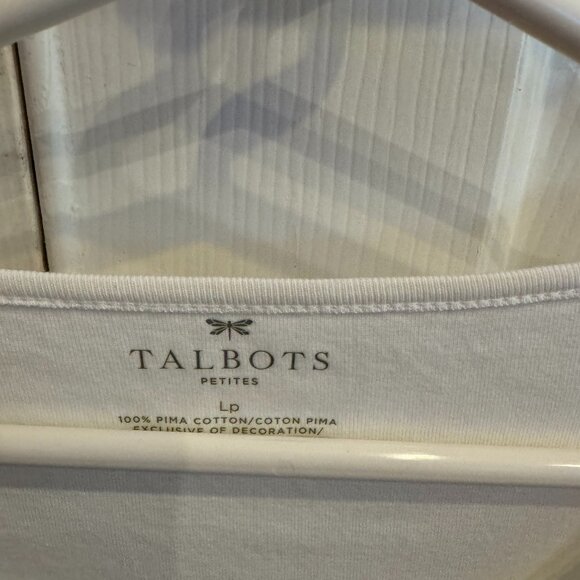 TALBOTS
PETITES
Lp
100% PIMA COTTON/COTON PIMA
EXCLUSIVE OF DECORATION/